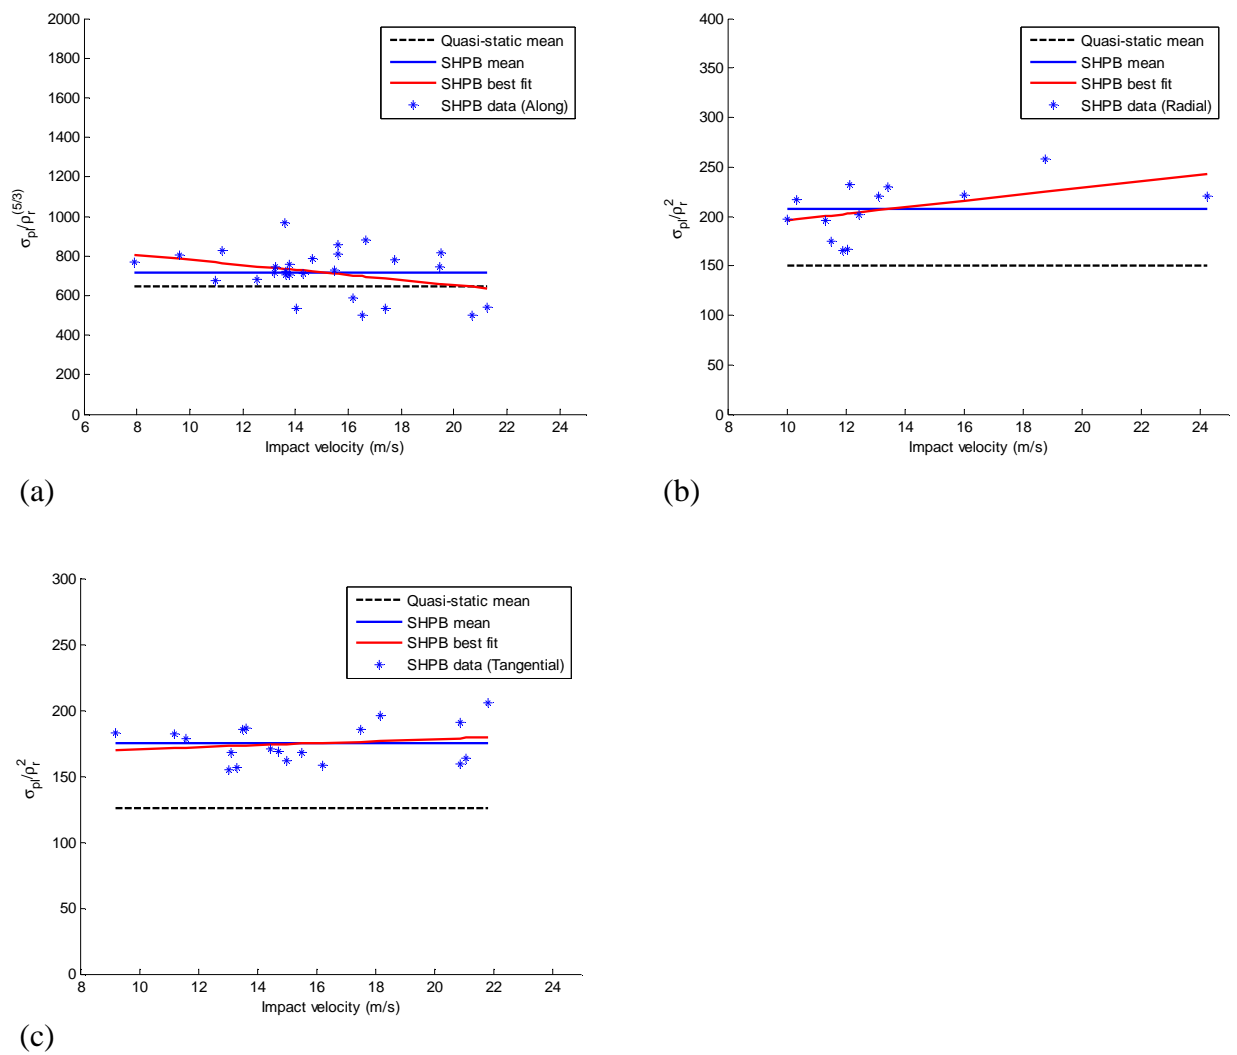 2000
1800
1600
1400
1200
1000
800
600
400
200
0
σpl/ρr(5/3)
6 8 10 12 14 16 18 20 22 24
Impact velocity (m/s)
Quasi-static mean
SHPB mean
SHPB best fit
SHPB data (Along)
(a)
400
350
300
250
200
150
100
50
0
σpl/ρr2
8 10 12 14 16 18 20 22 24
Impact velocity (m/s)
Quasi-static mean
SHPB mean
SHPB best fit
SHPB data (Radial)
(b)
300
250
200
150
100
50
0
σpl/ρr2
8 10 12 14 16 18 20 22 24
Impact velocity (m/s)
Quasi-static mean
SHPB mean
SHPB best fit
SHPB data (Tangential)
(c)